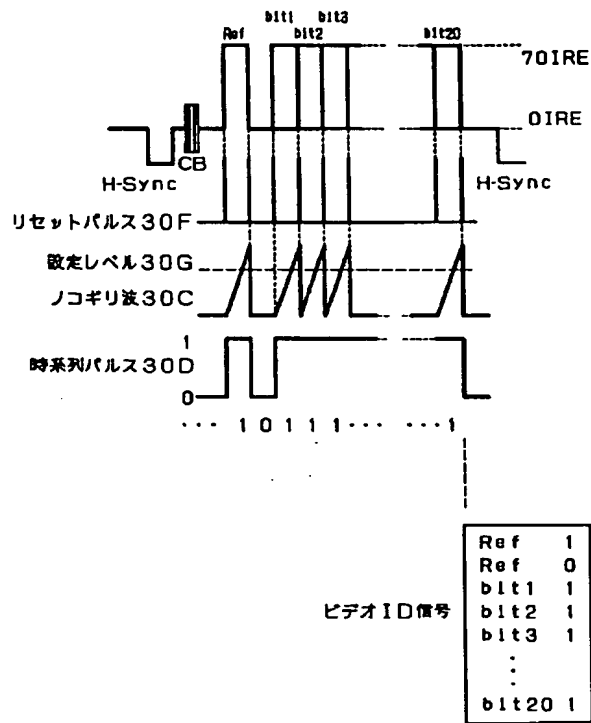 bit1 bit3
Ref bit2 bit20
70IRE
0IRE
CB
H-Sync H-Sync
リセットパルス30F
設定レベル30G
ノコギリ波30C
1
時系列パルス30D
0
··· 1 0 1 1 1 ··· ··· 1
Ref 1
Ref 0
bit1 1
ビデオID信号 bit2 1
bit3 1
⋮
bit20 1